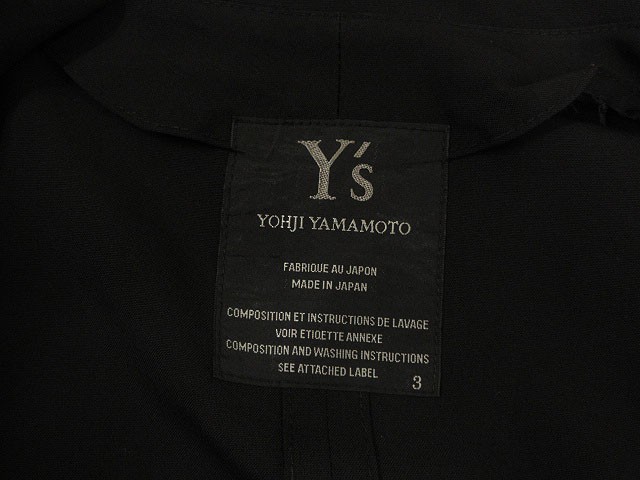 Y's
YOHJI YAMAMOTO
FABRIQUE AU JAPON
MADE IN JAPAN
COMPOSITION ET INSTRUCTIONS DE LAVAGE
VOIR ETIQETTE ANNEXE
COMPOSITION AND WASHING INSTRUCTIONS
SEE ATTACHED LABEL
3